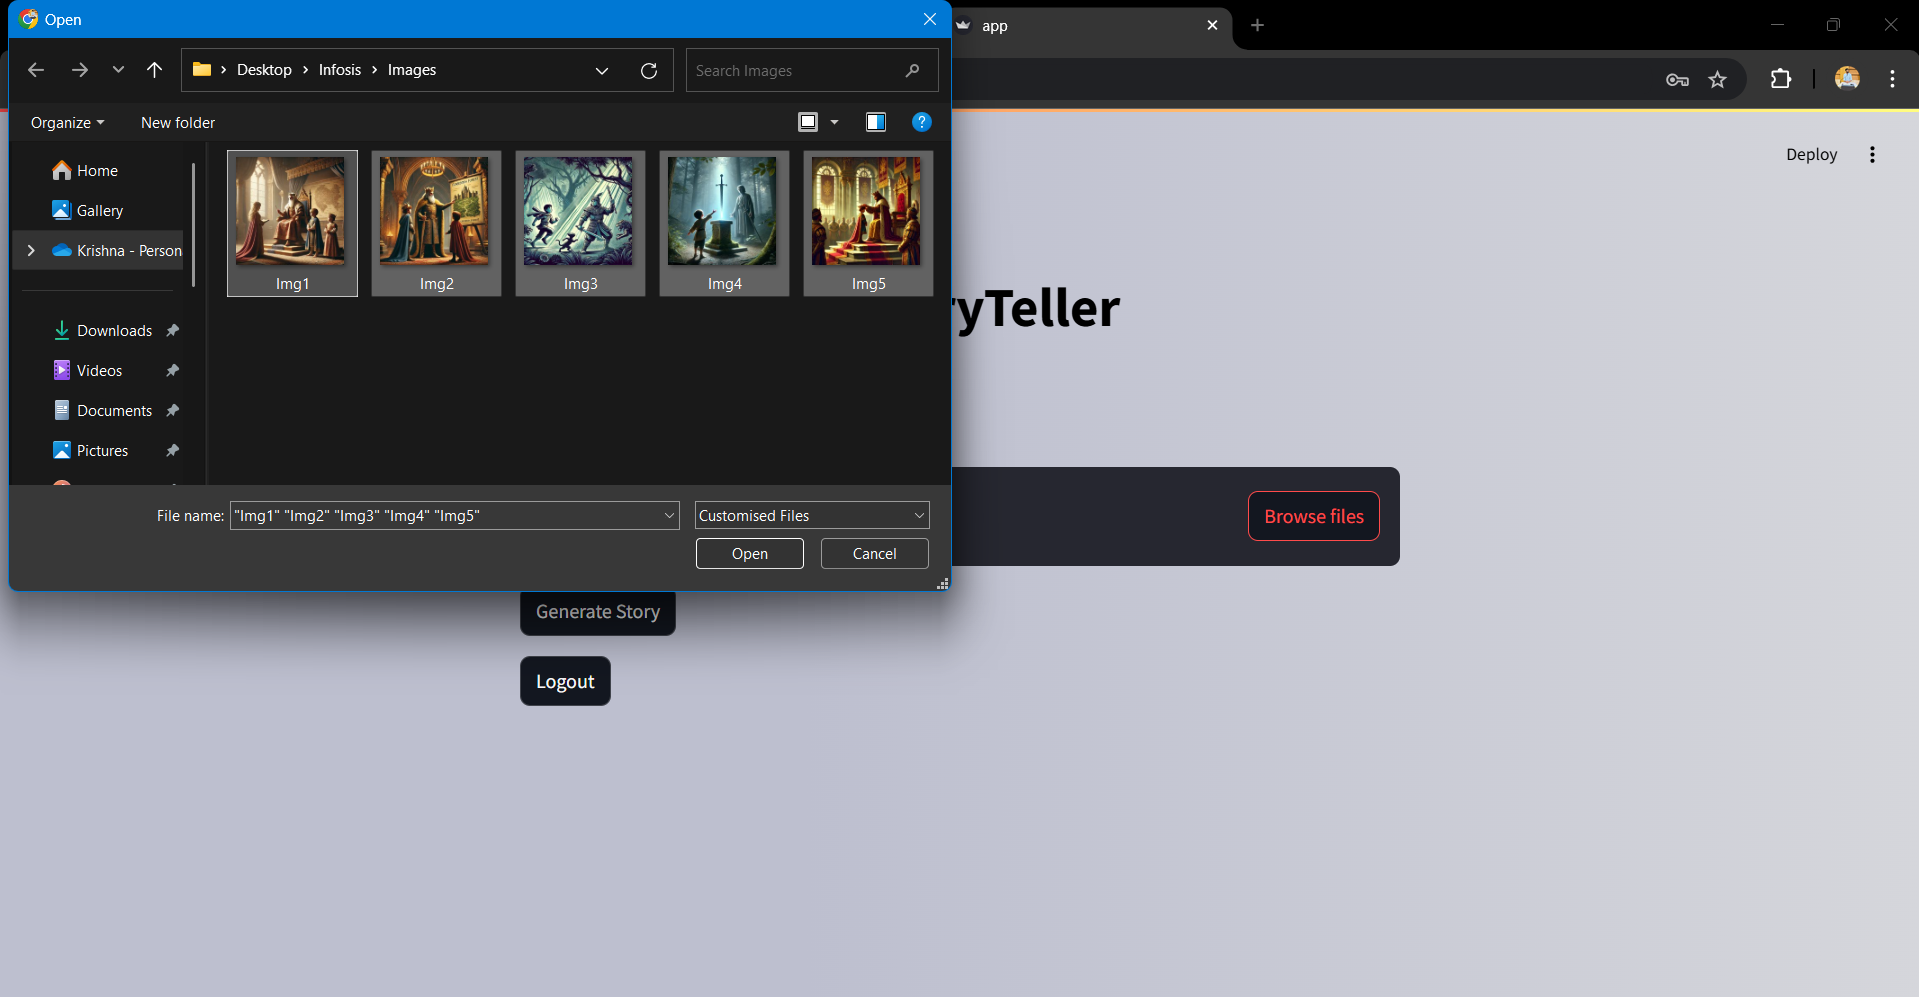 Open
app
Desktop > Infosis > Images
Search Images
Organize
New folder
Deploy
Home
Gallery
Krishna - Person
Downloads
Videos
Documents
Pictures
Img1
Img2
Img3
Img4
Img5
yTeller
File name: "Img1" "Img2" "Img3" "Img4" "Img5"
Customised Files
Open
Cancel
Browse files
Generate Story
Logout